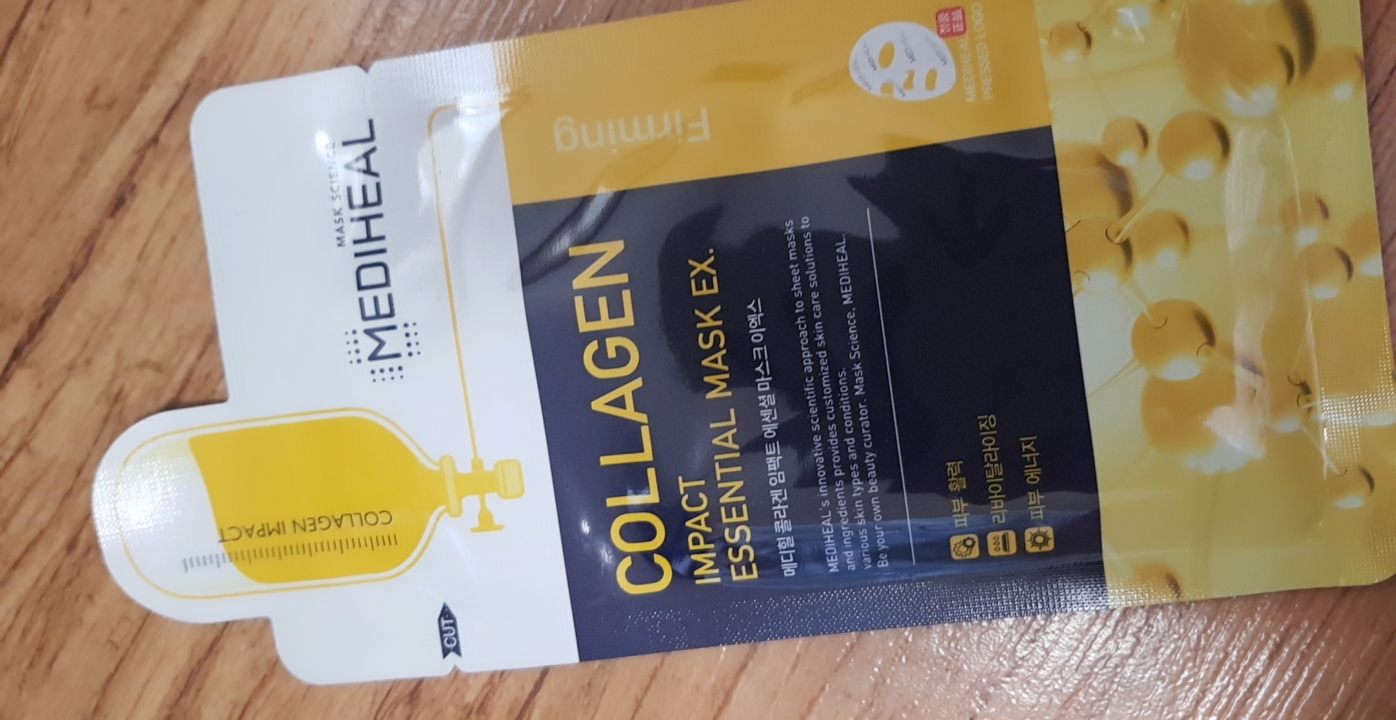 MASK SCIENCE
MEDIHEAL
COLLAGEN IMPACT
CUT
Firming
COLLAGEN
IMPACT
ESSENTIAL MASK EX.
메디힐 콜라겐 임팩트 에센셜 마스크 이엑스
MEDIHEAL's innovative scientific approach to sheet masks
and ingredients provides customized skin care solutions to
various skin types and conditions.
Be your own beauty curator. Mask Science, MEDIHEAL.
피부 활력
리바이탈라이징
피부 에너지
MEDIHEAL
PRESSED LOGO